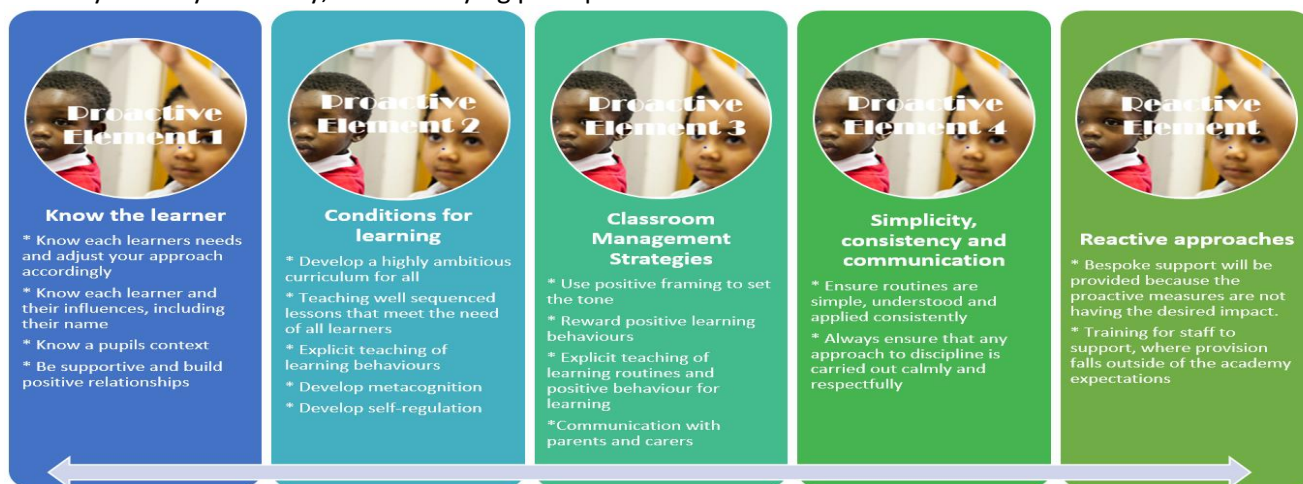 Proactive
Element 1
Know the learner
* Know each learners needs
and adjust your approach
accordingly
* Know each learner and
their influences, including
their name
* Know a pupils context
* Be supportive and build
positive relationships
Proactive
Element 2
Conditions for
learning
* Develop a highly ambitious
curriculum for all
* Teaching well sequenced
lessons that meet the need
of all learners
* Explicit teaching of
learning behaviours
* Develop metacognition
* Develop self-regulation
Proactive
Element 3
Classroom
Management
Strategies
* Use positive framing to set
the tone
* Reward positive learning
behaviours
* Explicit teaching of
learning routines and
positive behaviour for
learning
*Communication with
parents and carers
Proactive
Element 4
Simplicity,
consistency and
communication
* Ensure routines are
simple, understood and
applied consistently
* Always ensure that any
approach to discipline is
carried out calmly and
respectfully
Reactive
Element
Reactive approaches
* Bespoke support will be
provided because the
proactive measures are not
having the desired impact.
* Training for staff to
support, where provision
falls outside of the academy
expectations